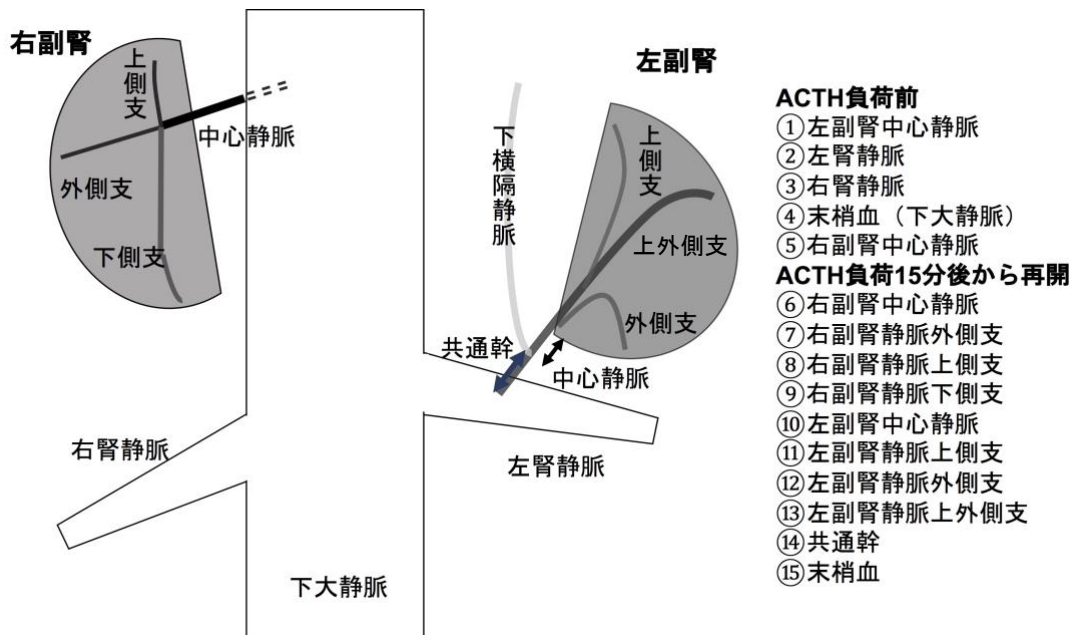 右副腎
上側支
中心静脈
外側支
下側支
右腎静脈
下大静脈
左副腎
下横隔静脈
上側支
上外側支
外側支
共通幹
中心静脈
左腎静脈
ACTH負荷前
①左副腎中心静脈
②左腎静脈
③右腎静脈
④末梢血（下大静脈）
⑤右副腎中心静脈
ACTH負荷15分後から再開
⑥右副腎中心静脈
⑦右副腎静脈外側支
⑧右副腎静脈上側支
⑨右副腎静脈下側支
⑩左副腎中心静脈
⑪左副腎静脈上側支
⑫左副腎静脈外側支
⑬左副腎静脈上外側支
⑭共通幹
⑮末梢血